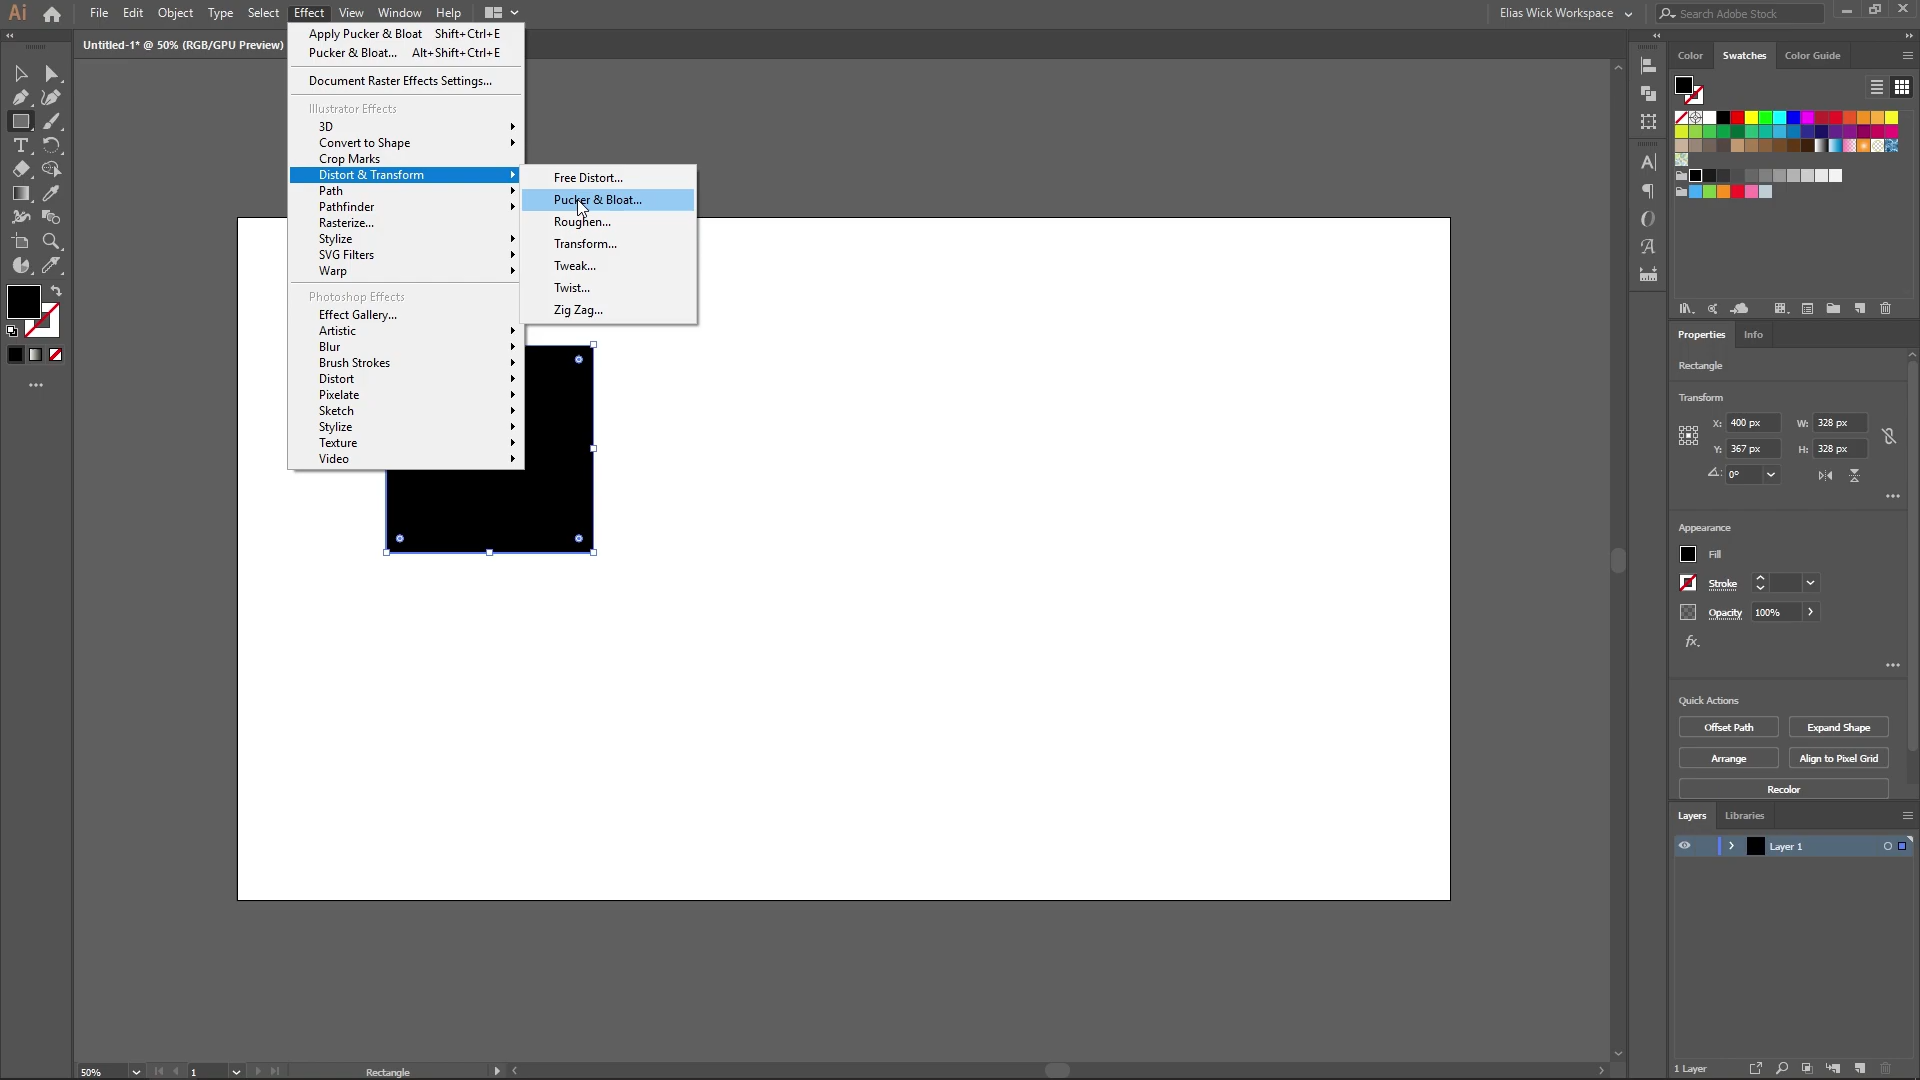 Ai File Edit Object Type Select Effect View Window Help Elias Wick Workspace Search Adobe Stock
Untitled-1* @ 50% (RGB/GPU Preview)
Apply Pucker & Bloat Shift+Ctrl+E
Pucker & Bloat... Alt+Shift+Ctrl+E
Document Raster Effects Settings...
Illustrator Effects
3D
Convert to Shape
Crop Marks
Distort & Transform
Path
Pathfinder
Rasterize...
Stylize
SVG Filters
Warp
Photoshop Effects
Effect Gallery...
Artistic
Blur
Brush Strokes
Distort
Pixelate
Sketch
Stylize
Texture
Video
Free Distort...
Pucker & Bloat...
Roughen...
Transform...
Tweak...
Twist...
Zig Zag...
Color Swatches Color Guide
Properties Info
Rectangle
Transform
X: 400 px W: 328 px
Y: 367 px H: 328 px
0°
Appearance
Fill
Stroke
Opacity 100%
fx.
Quick Actions
Offset Path Expand Shape
Arrange Align to Pixel Grid
Recolor
Layers Libraries
Layer 1
1 Layer
50% 1 Rectangle